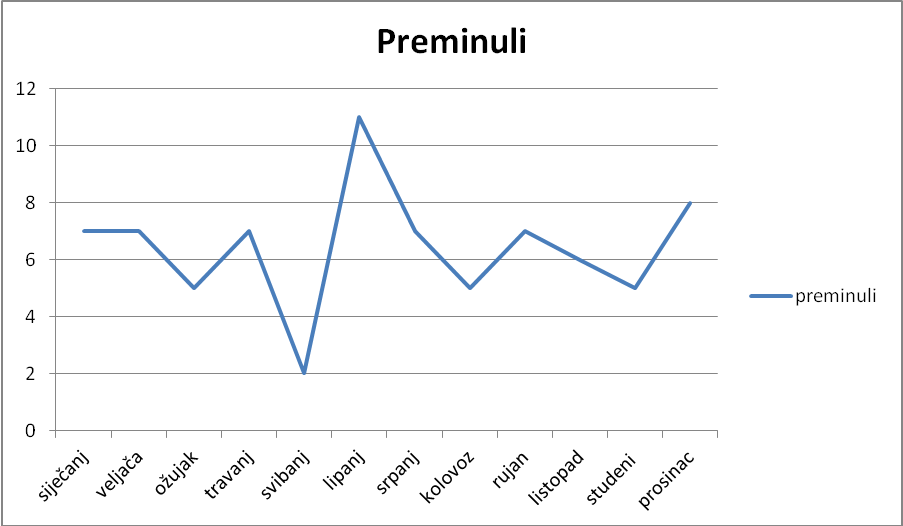 Preminuli
12
10
8
6
4
2
0
siječanj
veljača
ožujak
travanj
svibanj
lipanj
srpanj
kolovoz
rujan
listopad
studeni
prosinac
preminuli